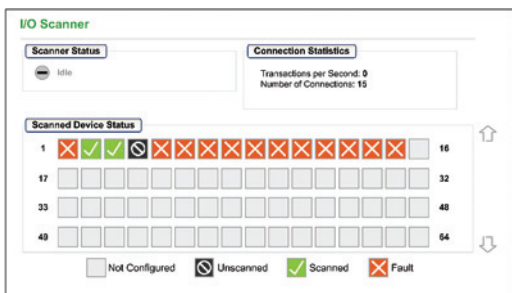 I/O Scanner
Scanner Status
Idle
Connection Statistics
Transactions per Second: 0
Number of Connections: 15
Scanned Device Status
1 16
17 32
33 48
49 64
Not Configured Unscanned Scanned Fault